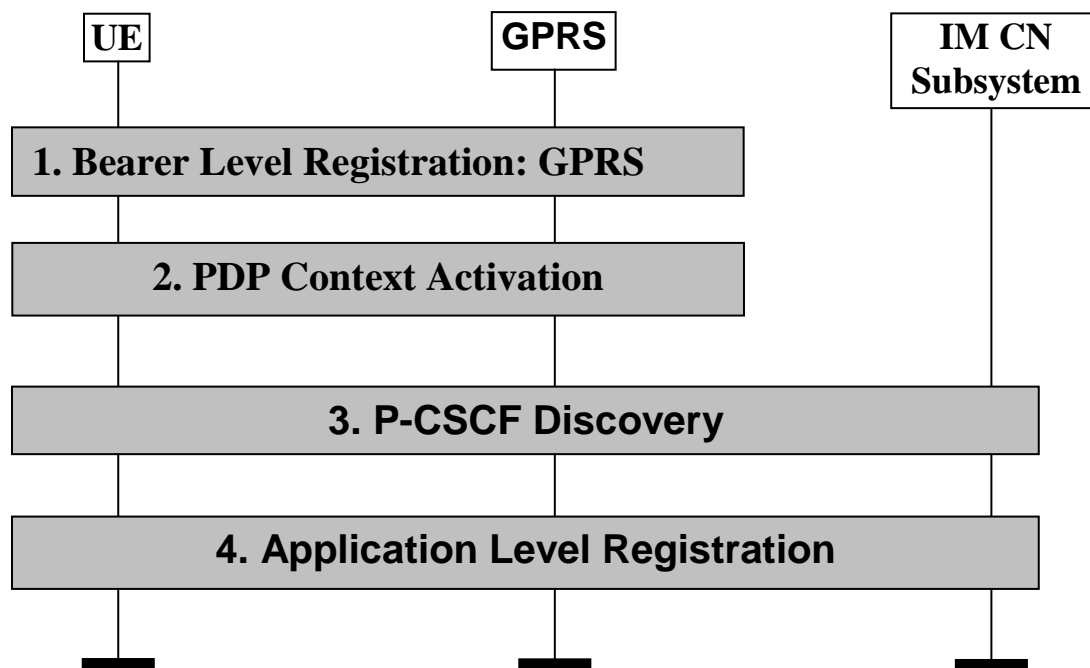 UE
GPRS
IM CN
Subsystem
1. Bearer Level Registration: GPRS
2. PDP Context Activation
3. P-CSCF Discovery
4. Application Level Registration